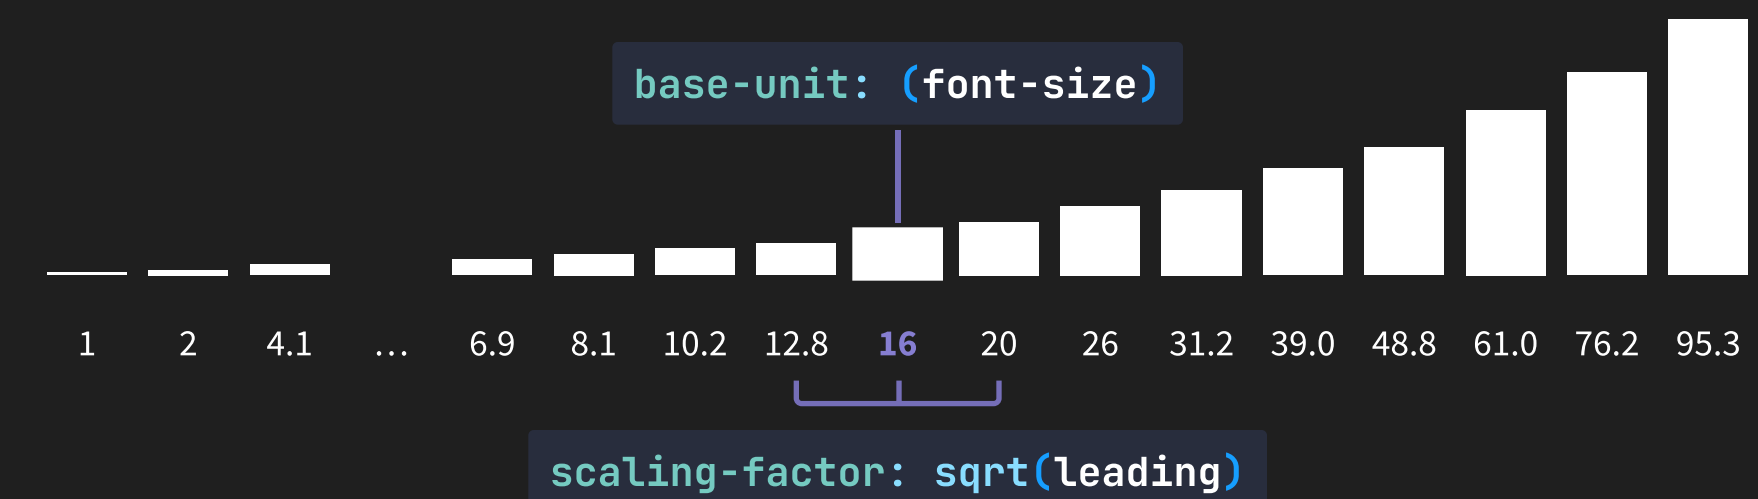 base-unit: (font-size)
1 2 4.1 ... 6.9 8.1 10.2 12.8 16 20 26 31.2 39.0 48.8 61.0 76.2 95.3
scaling-factor: sqrt(leading)